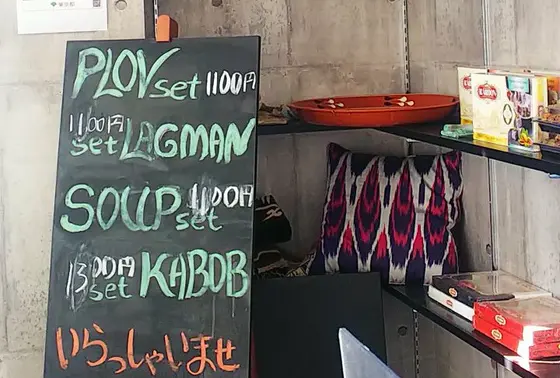 PLOV set 1100円
1100円
set LAGMAN
SOUP set 1100円
1300円
set KABOB
いらっしゃいませ